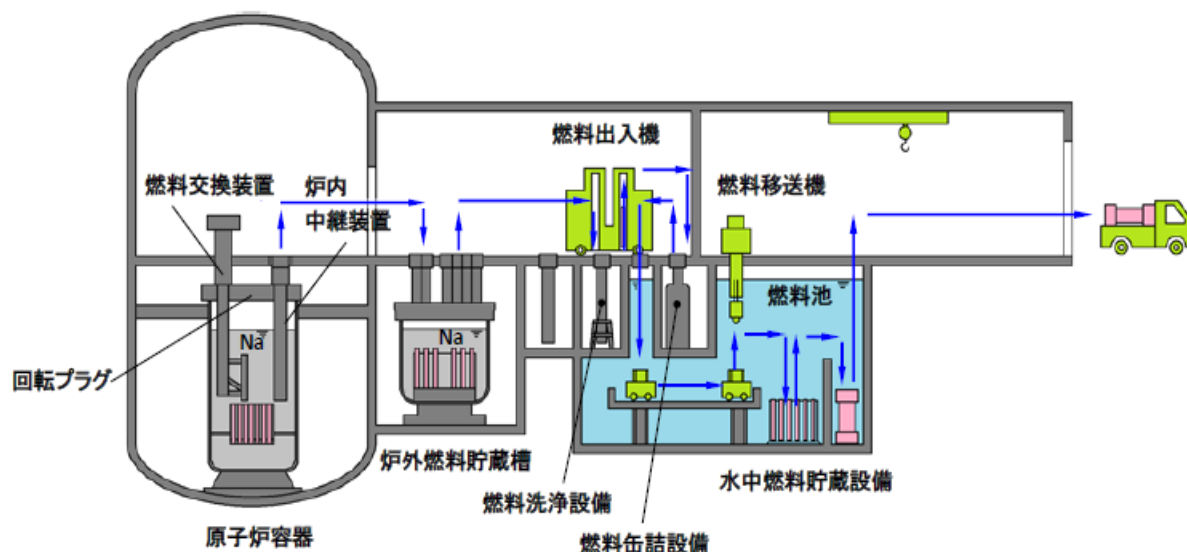 燃料出入機
燃料交換装置
炉内
中継装置
燃料移送機
燃料池
Na
Na
回転プラグ
炉外燃料貯蔵槽
水中燃料貯蔵設備
燃料洗浄設備
原子炉容器
燃料缶詰設備